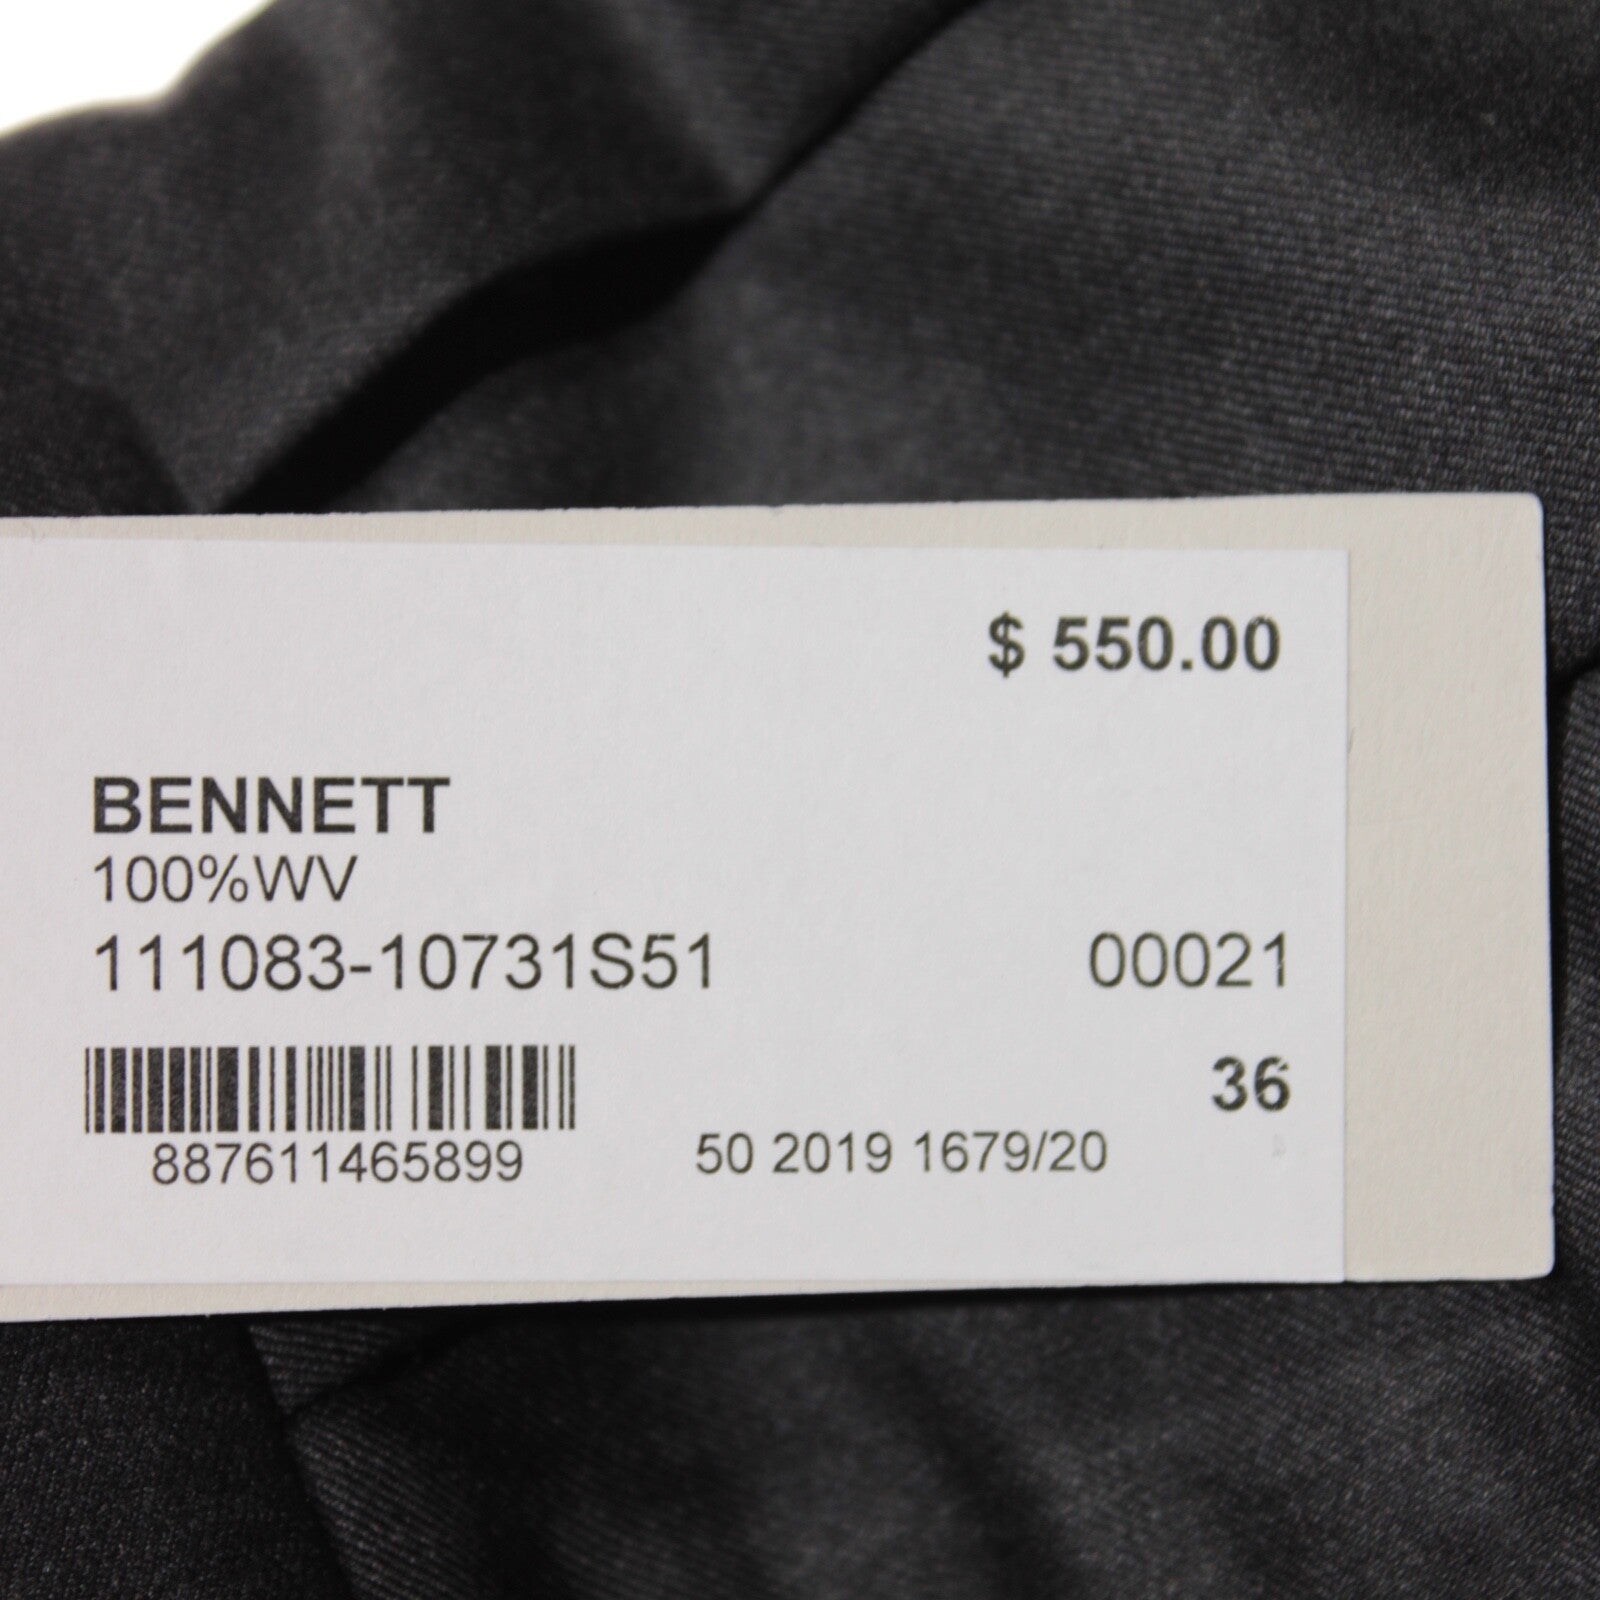 $ 550.00
BENNETT
100%WV
111083-10731S51 00021
36
887611465899 50 2019 1679/20